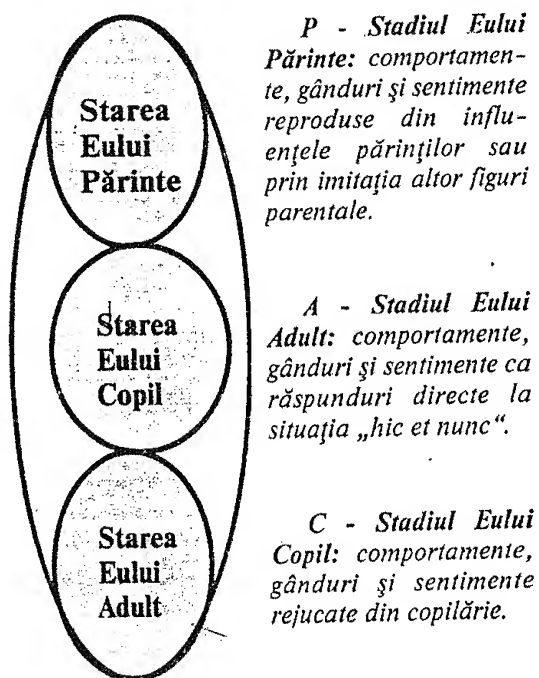 Starea
Eului
Părinte
P - Stadiul Eului
Părinte: comportamen-
te, gânduri şi sentimente
reproduse din influ-
enţele părinţilor sau
prin imitaţia altor figuri
parentale.
Starea
Eului
Copil
A - Stadiul Eului
Adult: comportamente,
gânduri şi sentimente ca
răspunduri directe la
situaţia „hic et nunc“.
Starea
Eului
Adult
C - Stadiul Eului
Copil: comportamente,
gânduri şi sentimente
rejucate din copilărie.